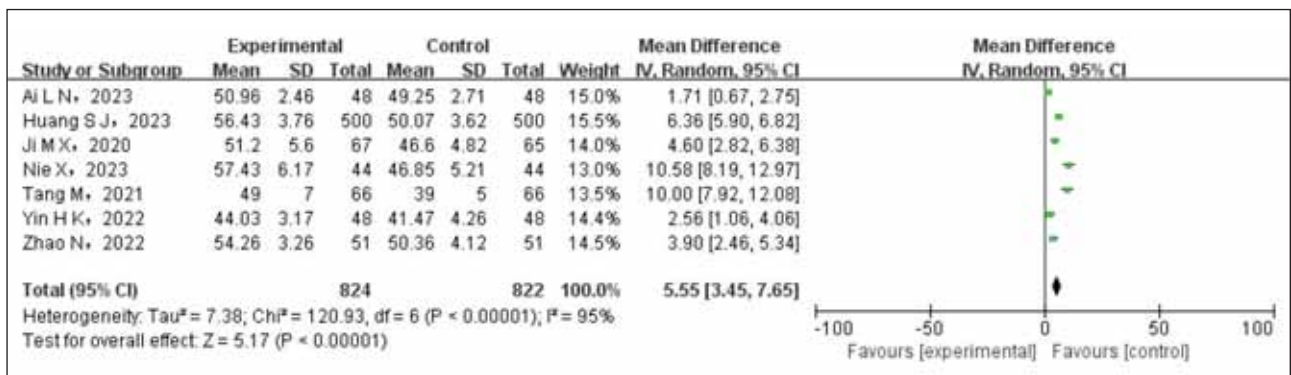 Experimental Control Mean Difference Mean Difference
Study or Subgroup Mean SD Total Mean SD Total Weight IV, Random, 95% CI IV, Random, 95% CI
Ai L N， 2023 50.96 2.46 48 49.25 2.71 48 15.0% 1.71 [0.67, 2.75]
Huang S J， 2023 56.43 3.76 500 50.07 3.62 500 15.5% 6.36 [5.90, 6.82]
Ji M X， 2020 51.2 5.6 67 46.6 4.82 65 14.0% 4.60 [2.82, 6.38]
Nie X， 2023 57.43 6.17 44 46.85 5.21 44 13.0% 10.58 [8.19, 12.97]
Tang M， 2021 49 7 66 39 5 66 13.5% 10.00 [7.92, 12.08]
Yin H K， 2022 44.03 3.17 48 41.47 4.26 48 14.4% 2.56 [1.06, 4.06]
Zhao N， 2022 54.26 3.26 51 50.36 4.12 51 14.5% 3.90 [2.46, 5.34]
Total (95% CI) 824 822 100.0% 5.55 [3.45, 7.65]
Heterogeneity: Tau² = 7.38; Chi² = 120.93, df = 6 (P < 0.00001); I² = 95%
Test for overall effect: Z = 5.17 (P < 0.00001)
-100 -50 0 50 100
Favours [experimental] Favours [control]